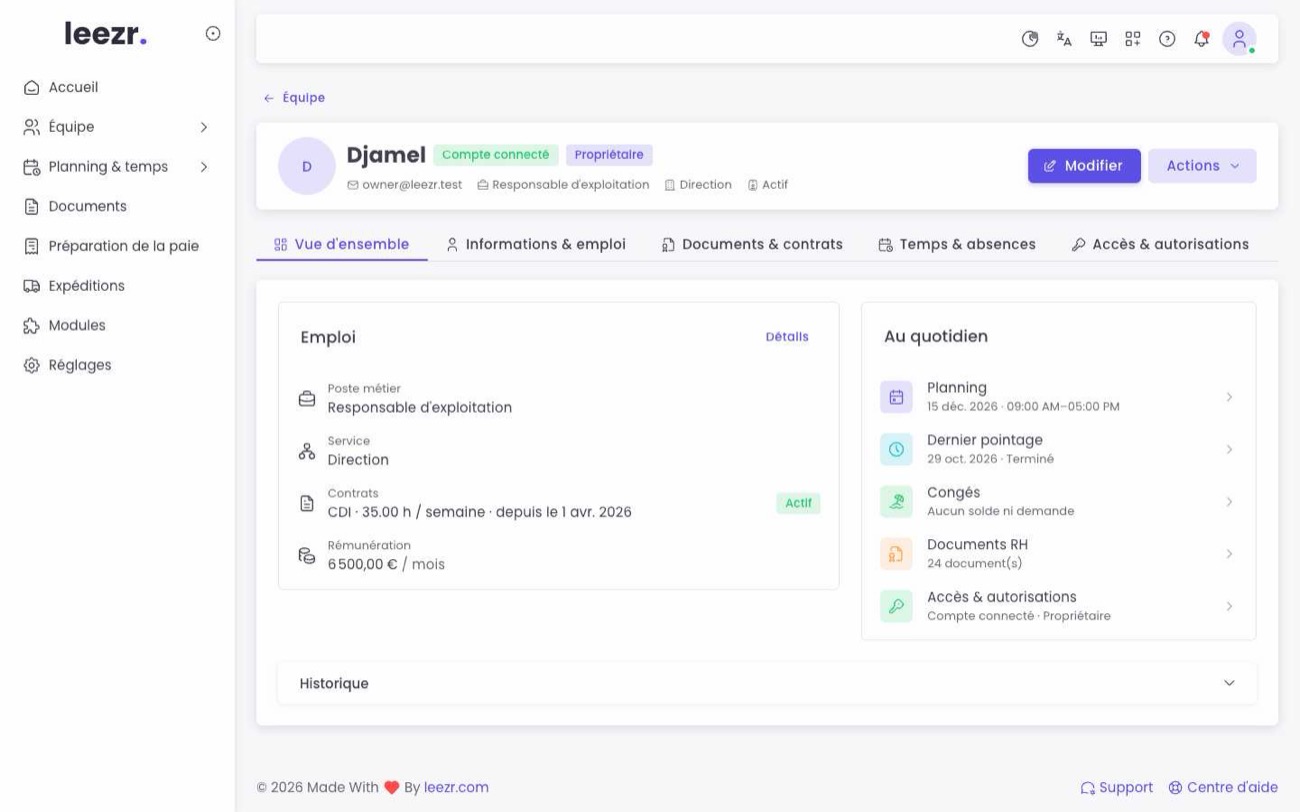 leezr.
Accueil
Équipe
Planning & temps
Documents
Préparation de la paie
Expéditions
Modules
Réglages
← Équipe
D
Djamel Compte connecté Propriétaire
owner@leezr.test Responsable d'exploitation Direction Actif
Modifier Actions
Vue d'ensemble Informations & emploi Documents & contrats Temps & absences Accès & autorisations
Emploi Détails
Poste métier
Responsable d'exploitation
Service
Direction
Contrats
CDI · 35.00 h / semaine · depuis le 1 avr. 2026 Actif
Rémunération
6 500,00 € / mois
Au quotidien
Planning
15 déc. 2026 · 09:00 AM–05:00 PM
Dernier pointage
29 oct. 2026 · Terminé
Congés
Aucun solde ni demande
Documents RH
24 document(s)
Accès & autorisations
Compte connecté · Propriétaire
Historique
© 2026 Made With ❤ By leezr.com
Support Centre d'aide